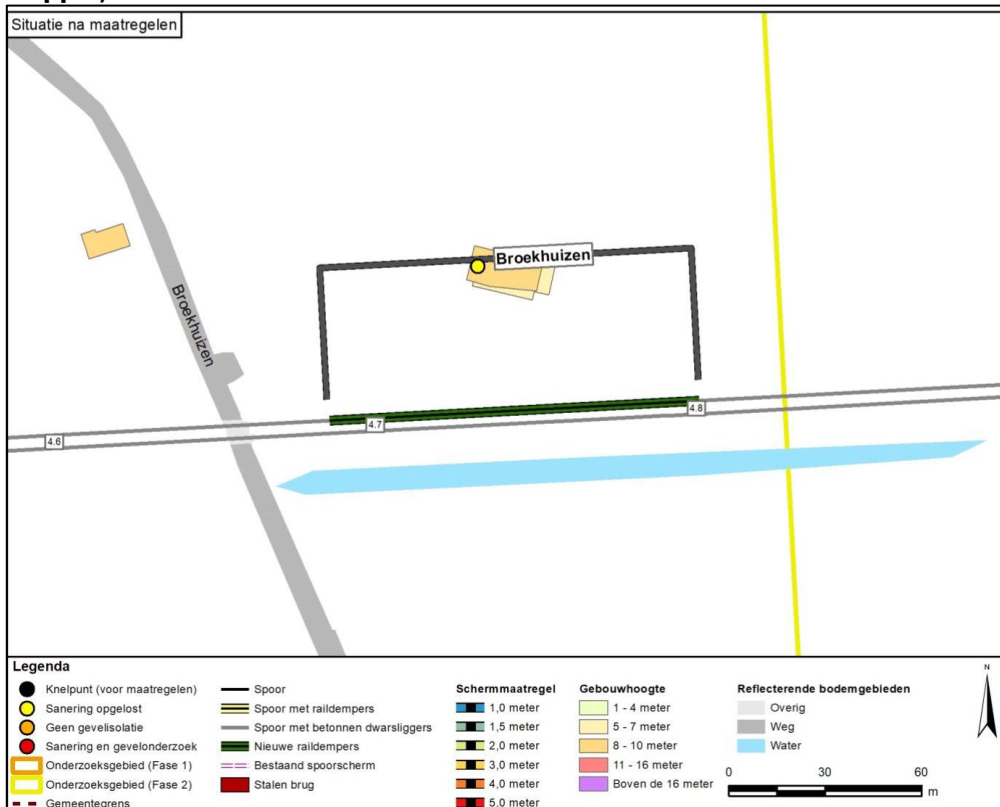 Situatie na maatregelen
Broekhuizen
Broekhuizen
4.6
4.7
4.8
Legenda
Knelpunt (voor maatregelen)
Sanering opgelost
Geen gevelisolatie
Sanering en gevelonderzoek
Onderzoeksgebied (Fase 1)
Onderzoeksgebied (Fase 2)
Gemeentegrens
Spoor
Spoor met raildempers
Spoor met betonnen dwarsliggers
Nieuwe raildempers
Bestaand spoorscherm
Stalen brug
Schermmaatregel
1,0 meter
1,5 meter
2,0 meter
3,0 meter
4,0 meter
5,0 meter
Gebouwhoogte
1 - 4 meter
5 - 7 meter
8 - 10 meter
11 - 16 meter
Boven de 16 meter
Reflecterende bodemgebieden
Overig
Weg
Water
N
0 30 60
m